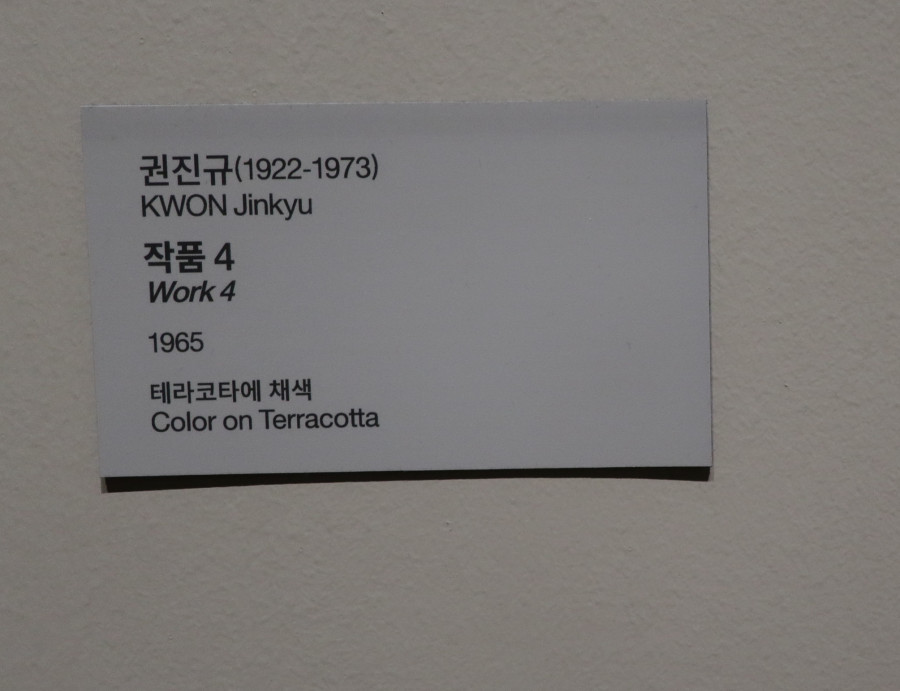 권진규(1922-1973)
KWON Jinkyu
작품 4
Work 4
1965
테라코타에 채색
Color on Terracotta